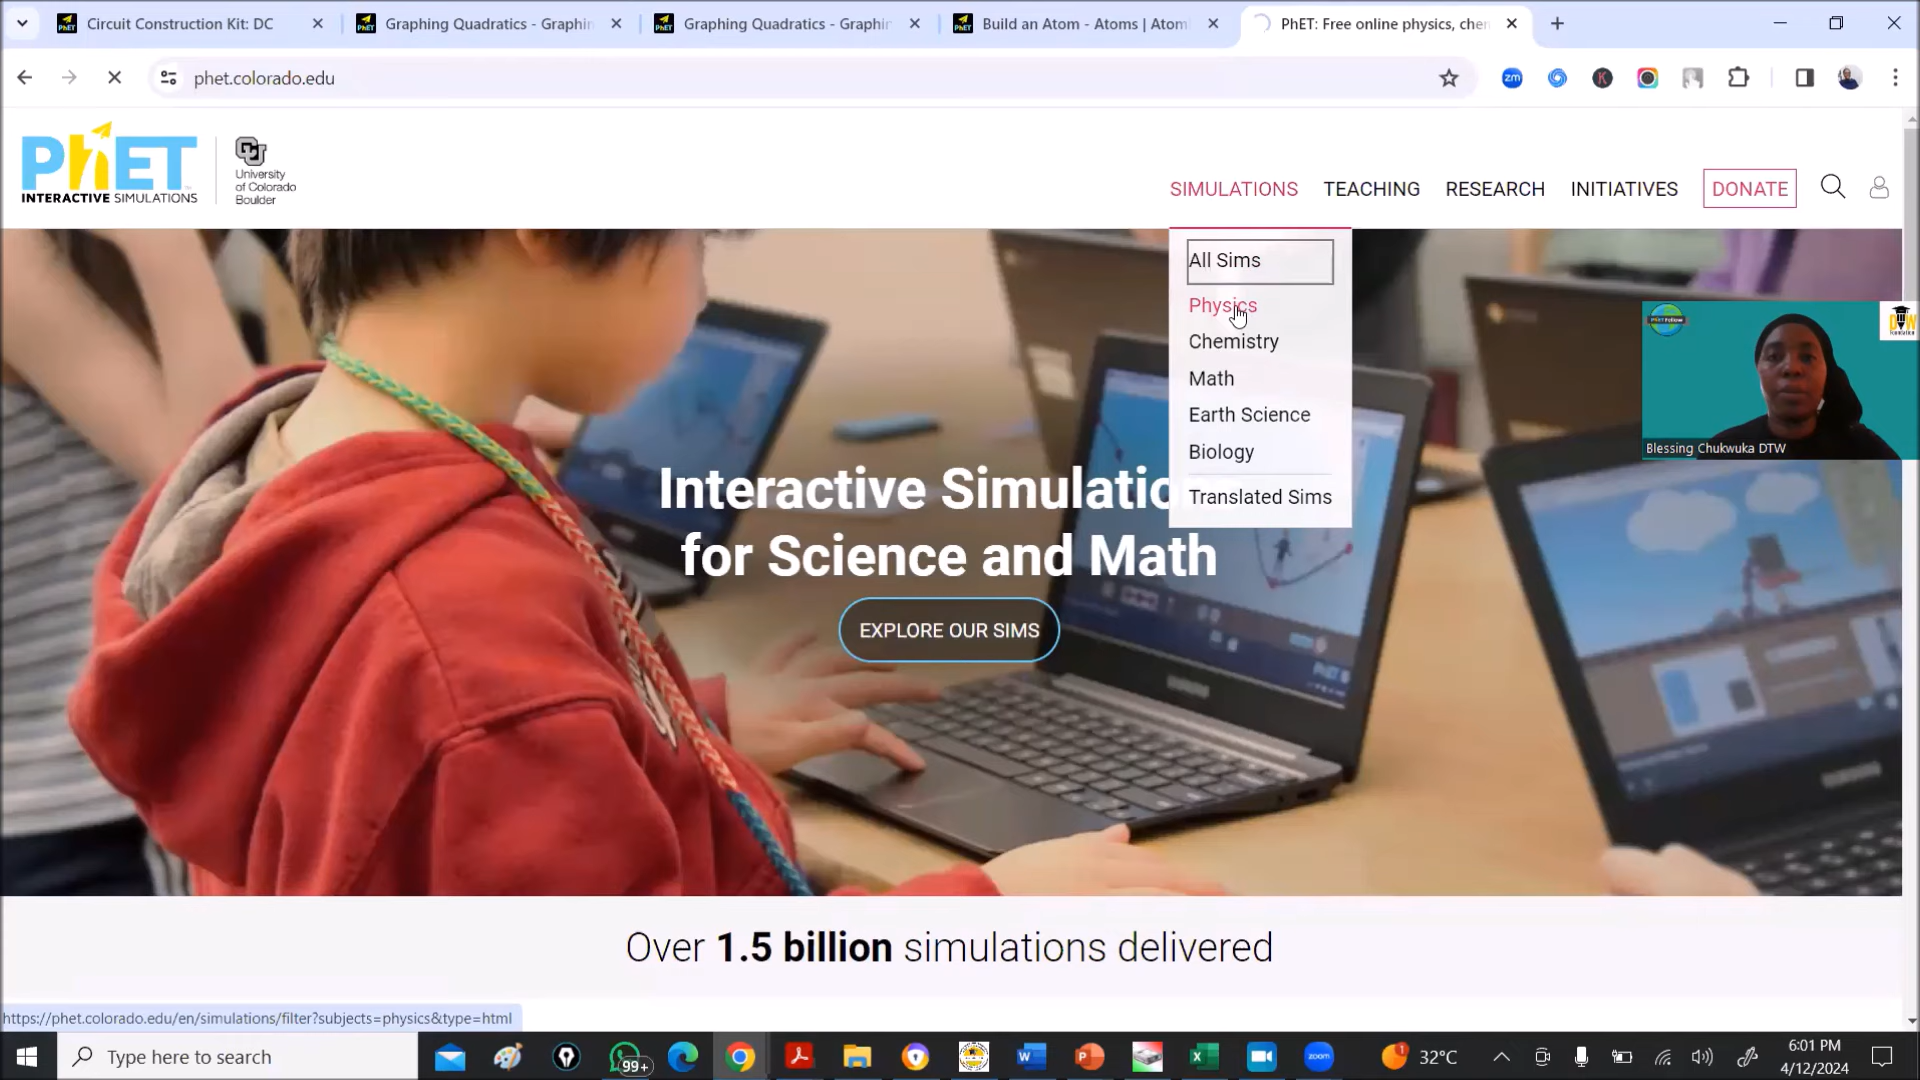 Circuit Construction Kit: DC
Graphing Quadratics - Graphin
Graphing Quadratics - Graphin
Build an Atom - Atoms | Atom
PhET: Free online physics, chem
phet.colorado.edu
zm
PhET
INTERACTIVE SIMULATIONS
University
of Colorado
Boulder
SIMULATIONS
TEACHING
RESEARCH
INITIATIVES
DONATE
All Sims
Physics
Chemistry
Math
Earth Science
Biology
Translated Sims
Blessing Chukwuka DTW
Interactive Simulatio
for Science and Math
EXPLORE OUR SIMS
Over 1.5 billion simulations delivered
https://phet.colorado.edu/en/simulations/filter?subjects=physics&type=html
Type here to search
99+
zoom
1
32°C
6:01 PM
4/12/2024